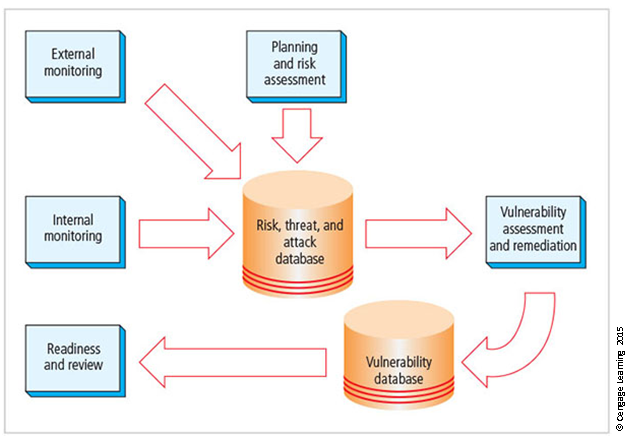 External
monitoring
Planning
and risk
assessment
Internal
monitoring
Risk, threat, and
attack
database
Vulnerability
assessment
and remediation
Readiness
and review
Vulnerability
database
© Cengage Learning 2015